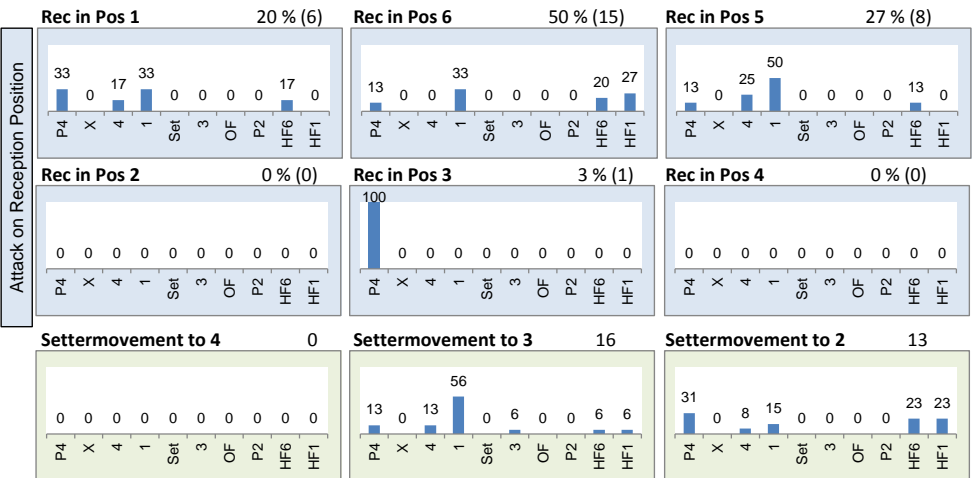 Attack on Reception Position
Rec in Pos 1 20 % (6)
33 0 17 33 0 0 0 0 17 0
P4 X 4 1 Set 3 OF P2 HF6 HF1
Rec in Pos 6 50 % (15)
13 0 0 33 0 0 0 0 20 27
P4 X 4 1 Set 3 OF P2 HF6 HF1
Rec in Pos 5 27 % (8)
13 0 25 50 0 0 0 0 13 0
P4 X 4 1 Set 3 OF P2 HF6 HF1
Rec in Pos 2 0 % (0)
0 0 0 0 0 0 0 0 0 0
P4 X 4 1 Set 3 OF P2 HF6 HF1
Rec in Pos 3 3 % (1)
100 0 0 0 0 0 0 0 0 0
P4 X 4 1 Set 3 OF P2 HF6 HF1
Rec in Pos 4 0 % (0)
0 0 0 0 0 0 0 0 0 0
P4 X 4 1 Set 3 OF P2 HF6 HF1
Settermovement to 4 0
0 0 0 0 0 0 0 0 0 0
P4 X 4 1 Set 3 OF P2 HF6 HF1
Settermovement to 3 16
13 0 13 56 0 6 0 0 6 6
P4 X 4 1 Set 3 OF P2 HF6 HF1
Settermovement to 2 13
31 0 8 15 0 0 0 0 23 23
P4 X 4 1 Set 3 OF P2 HF6 HF1